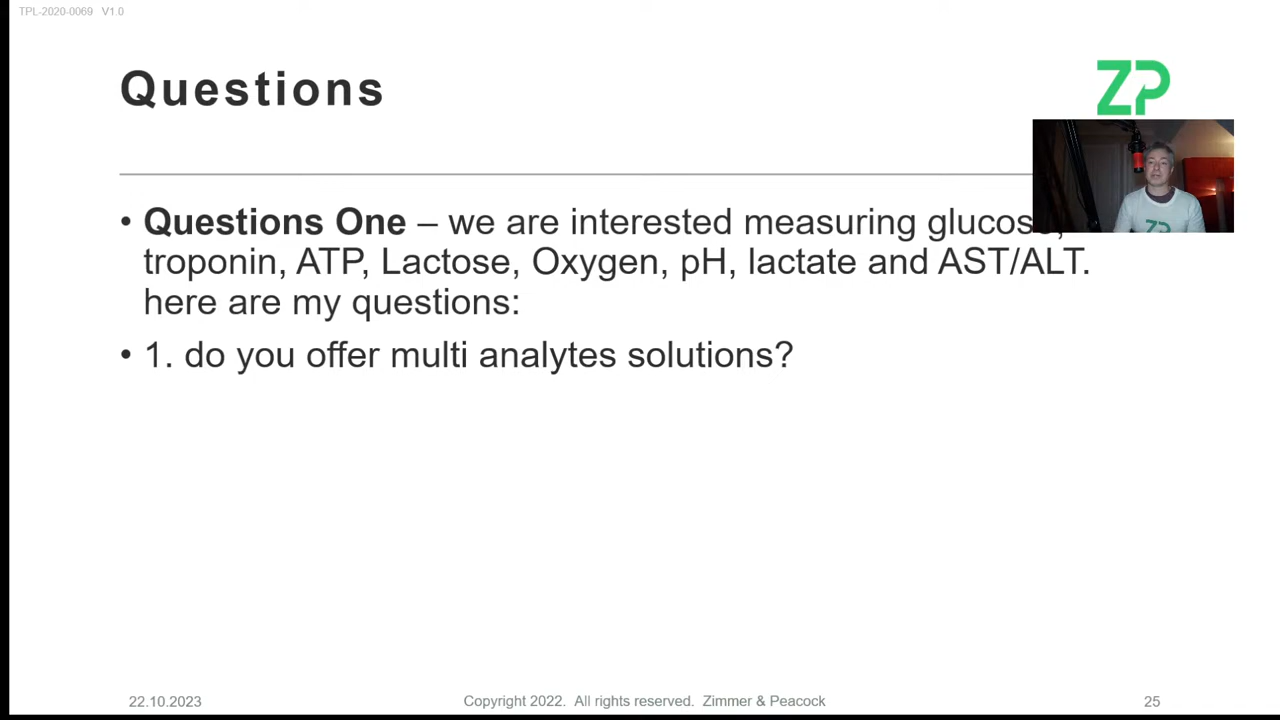 TPL-2020-0069 V1.0
Questions
ZP
• Questions One – we are interested measuring glucose,
troponin, ATP, Lactose, Oxygen, pH, lactate and AST/ALT.
here are my questions:
• 1. do you offer multi analytes solutions?
ZP
22.10.2023
Copyright 2022. All rights reserved. Zimmer & Peacock
25